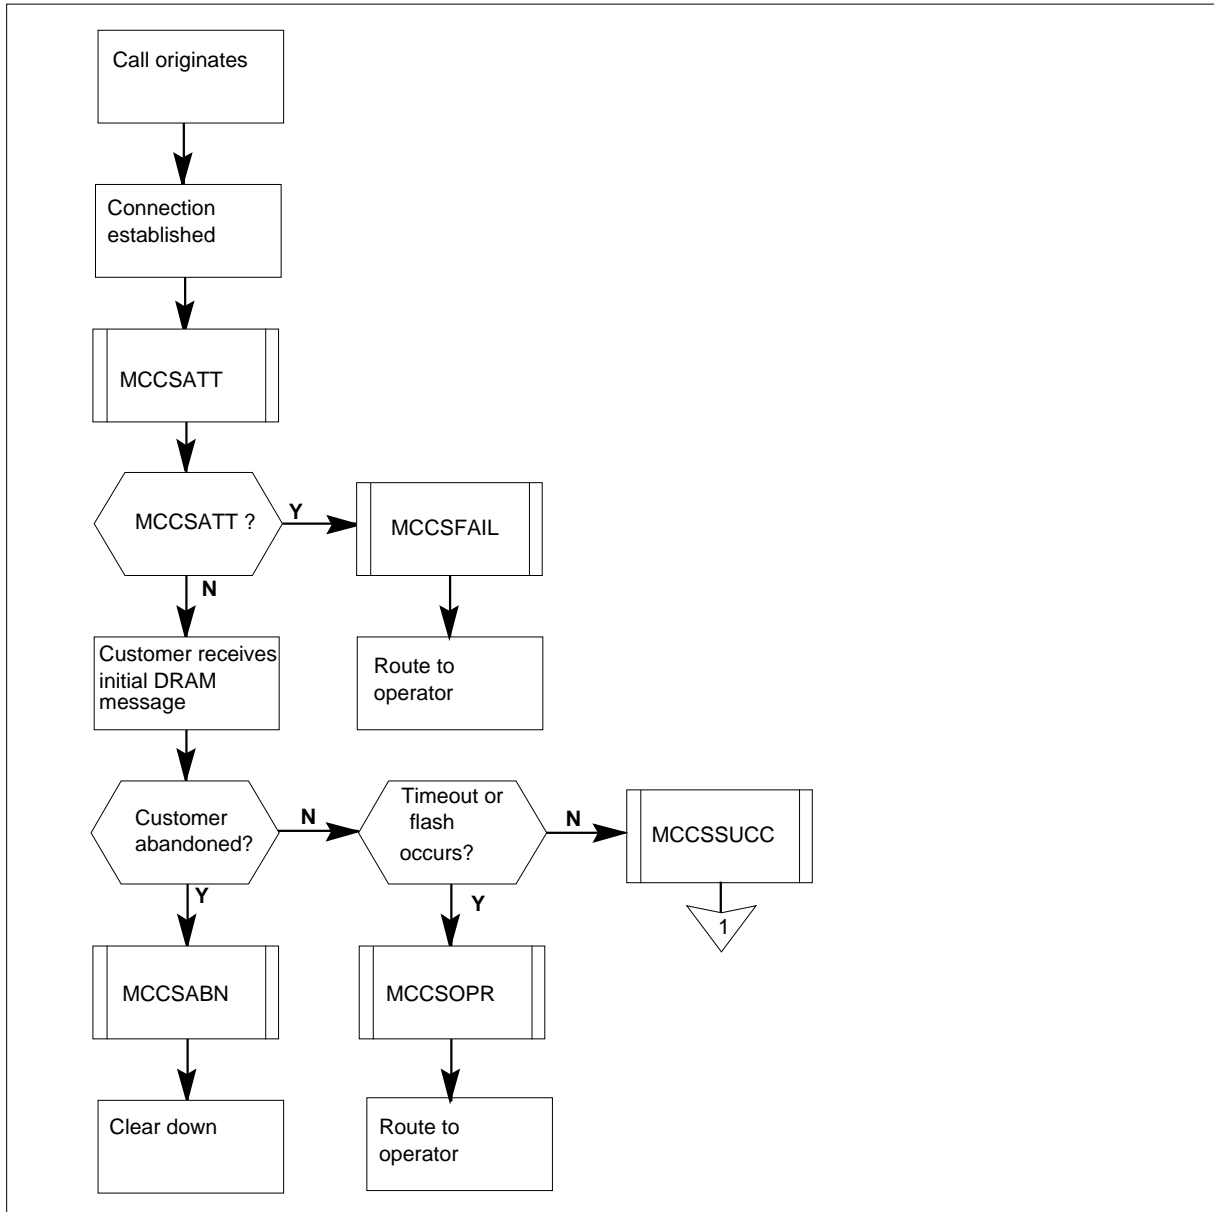 Call originates
Connection
established
MCCSATT
MCCSATT ?
Y
MCCSFAIL
N
Customer receives
initial DRAM
message
Route to
operator
Customer
abandoned?
N
Timeout or
flash
occurs?
N
MCCSSUCC
Y
Y
1
MCCSABN
MCCSOPR
Clear down
Route to
operator